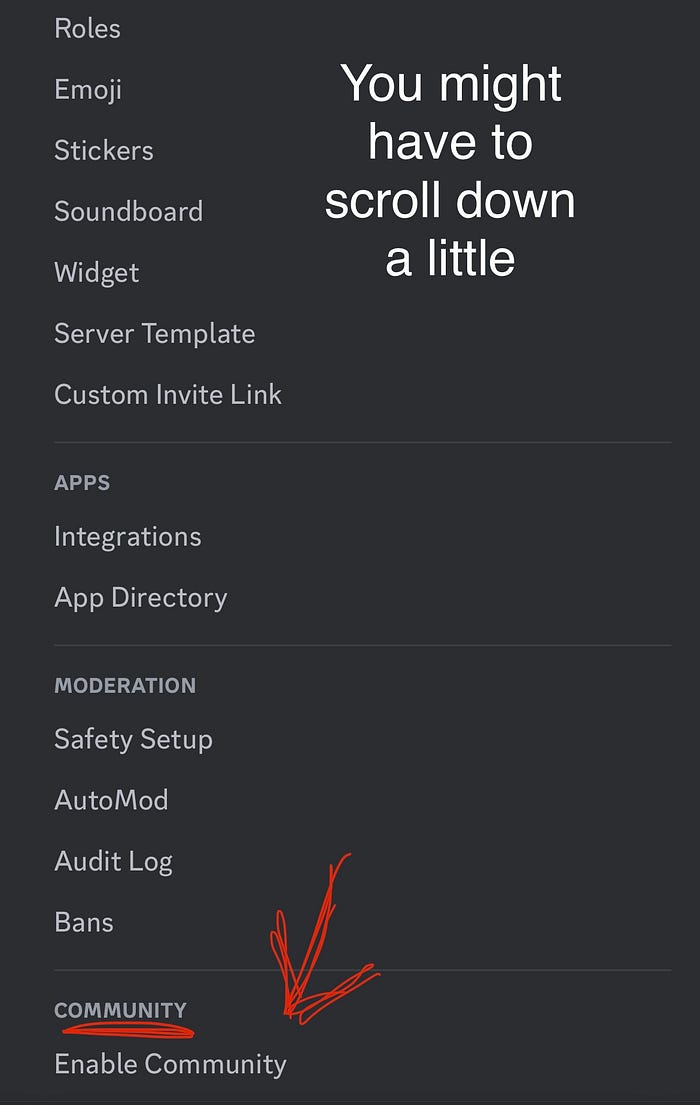 Roles
Emoji
Stickers
Soundboard
Widget
Server Template
Custom Invite Link
You might
have to
scroll down
a little
APPS
Integrations
App Directory
MODERATION
Safety Setup
AutoMod
Audit Log
Bans
COMMUNITY
Enable Community